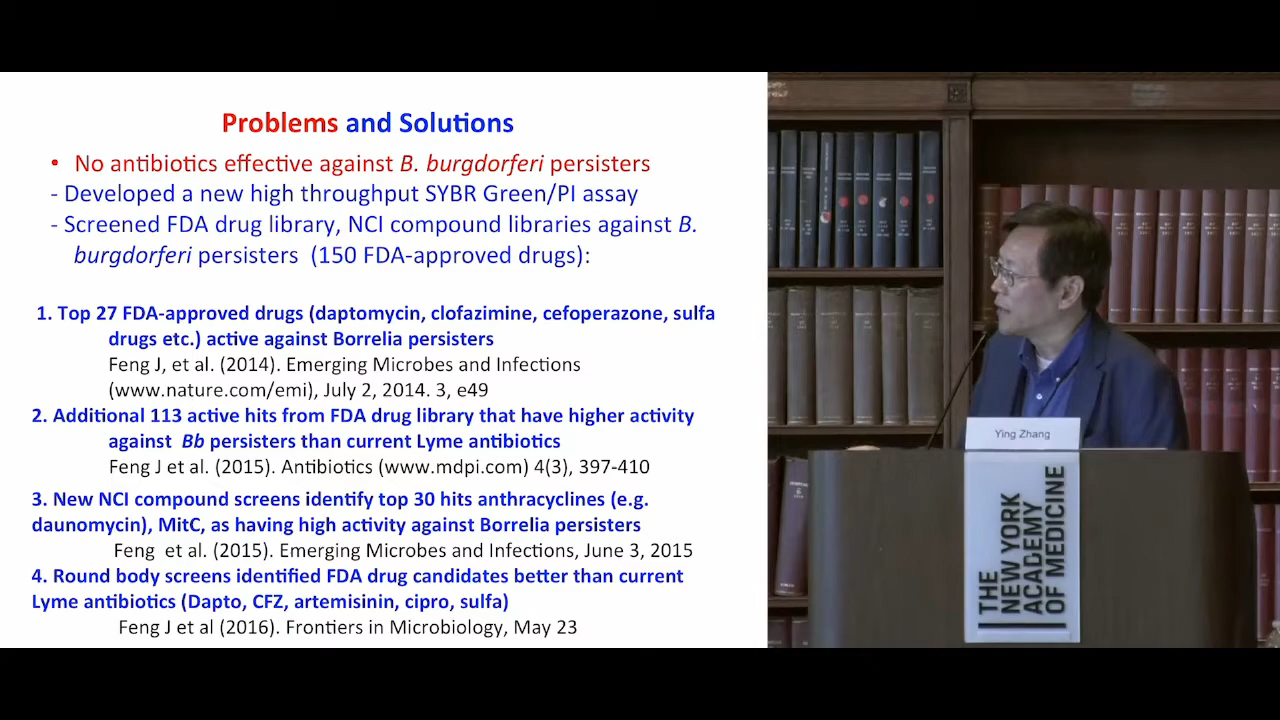 Problems and Solutions
• No antibiotics effective against B. burgdorferi persisters
- Developed a new high throughput SYBR Green/PI assay
- Screened FDA drug library, NCI compound libraries against B.
burgdorferi persisters (150 FDA-approved drugs):
1. Top 27 FDA-approved drugs (daptomycin, clofazimine, cefoperazone, sulfa
drugs etc.) active against Borrelia persisters
Feng J, et al. (2014). Emerging Microbes and Infections
(www.nature.com/emi), July 2, 2014. 3, e49
2. Additional 113 active hits from FDA drug library that have higher activity
against Bb persisters than current Lyme antibiotics
Feng J et al. (2015). Antibiotics (www.mdpi.com) 4(3), 397-410
3. New NCI compound screens identify top 30 hits anthracyclines (e.g.
daunomycin), MitC, as having high activity against Borrelia persisters
Feng et al. (2015). Emerging Microbes and Infections, June 3, 2015
4. Round body screens identified FDA drug candidates better than current
Lyme antibiotics (Dapto, CFZ, artemisinin, cipro, sulfa)
Feng J et al (2016). Frontiers in Microbiology, May 23
Ying Zhang
THE
NEW YORK
ACADEMY
OF MEDICINE